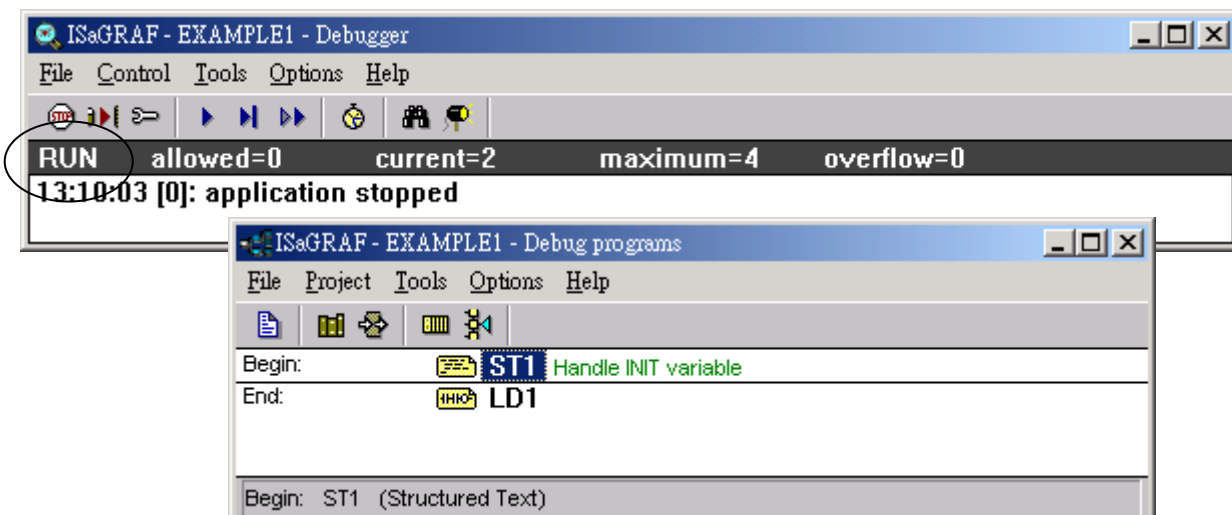 ISaGRAF - EXAMPLE1 - Debugger
File Control Tools Options Help
STOP
RUN allowed=0 current=2 maximum=4 overflow=0
13:10:03 [0]: application stopped
ISaGRAF - EXAMPLE1 - Debug programs
File Project Tools Options Help
Begin: ST1 Handle INIT variable
End: LD1
Begin: ST1 (Structured Text)